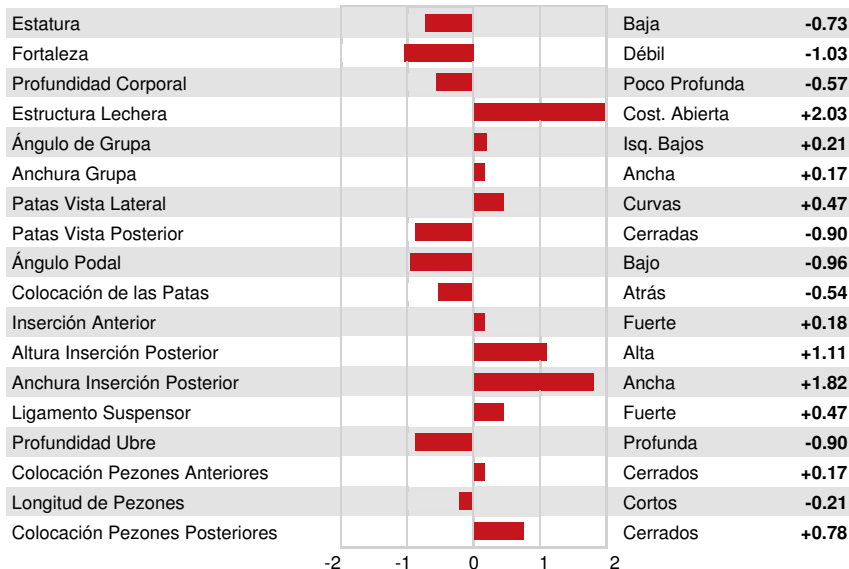 Estatura Baja -0.73
Fortaleza Débil -1.03
Profundidad Corporal Poco Profunda -0.57
Estructura Lechera Cost. Abierta +2.03
Ángulo de Grupa Isq. Bajos +0.21
Anchura Grupa Ancha +0.17
Patas Vista Lateral Curvas +0.47
Patas Vista Posterior Cerradas -0.90
Ángulo Podal Bajo -0.96
Colocación de las Patas Atrás -0.54
Inserción Anterior Fuerte +0.18
Altura Inserción Posterior Alta +1.11
Anchura Inserción Posterior Ancha +1.82
Ligamento Suspensor Fuerte +0.47
Profundidad Ubre Profunda -0.90
Colocación Pezones Anteriores Cerrados +0.17
Longitud de Pezones Cortos -0.21
Colocación Pezones Posteriores Cerrados +0.78
-2 -1 0 1 2